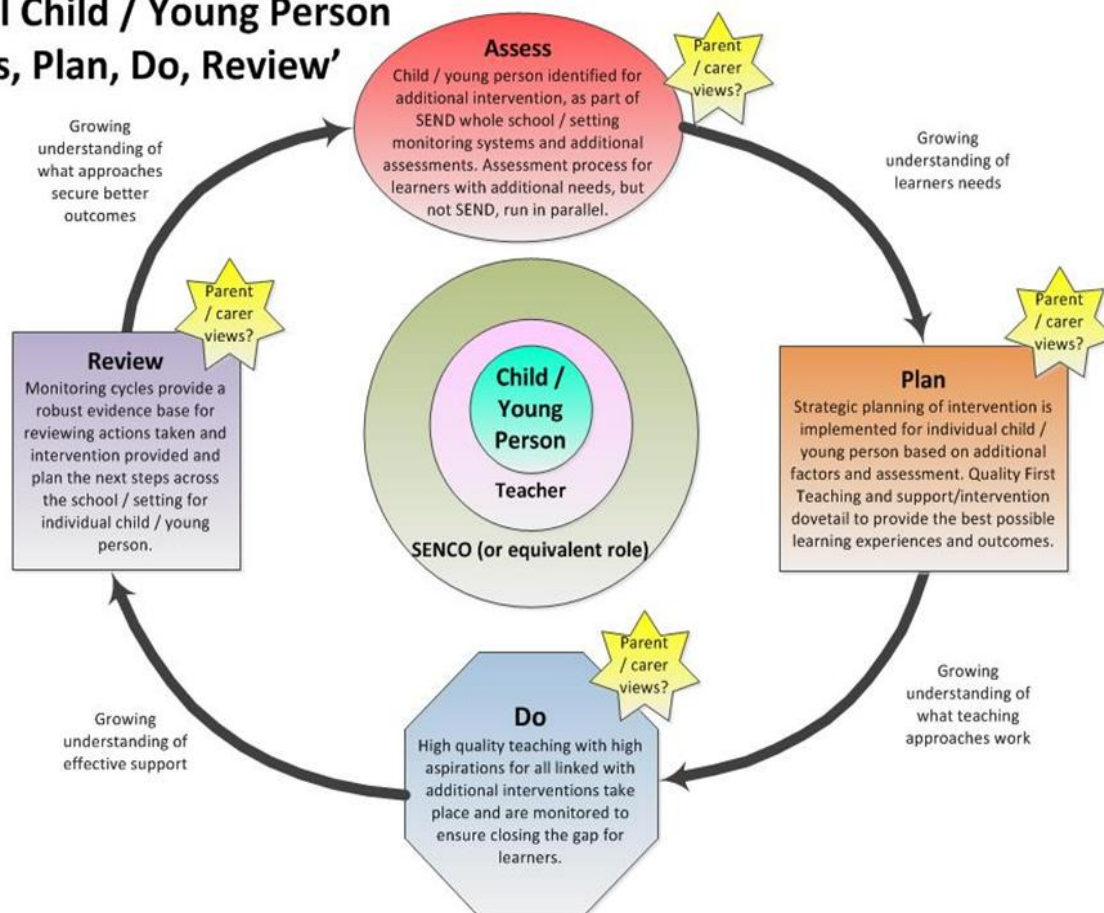 l Child / Young Person
s, Plan, Do, Review’
Assess
Child / young person identified for
additional intervention, as part of
SEND whole school / setting
monitoring systems and additional
assessments. Assessment process for
learners with additional needs, but
not SEND, run in parallel.
Parent
/ carer
views?
Growing
understanding of
learners needs
Parent
/ carer
views?
Plan
Strategic planning of intervention is
implemented for individual child /
young person based on additional
factors and assessment. Quality First
Teaching and support/intervention
dovetail to provide the best possible
learning experiences and outcomes.
Growing
understanding of
what teaching
approaches work
Parent
/ carer
views?
Do
High quality teaching with high
aspirations for all linked with
additional interventions take
place and are monitored to
ensure closing the gap for
learners.
Growing
understanding of
effective support
Parent
/ carer
views?
Review
Monitoring cycles provide a
robust evidence base for
reviewing actions taken and
intervention provided and
plan the next steps across
the school / setting for
individual child / young
person.
Growing
understanding of
what approaches
secure better
outcomes
Child /
Young
Person
Teacher
SENCO (or equivalent role)